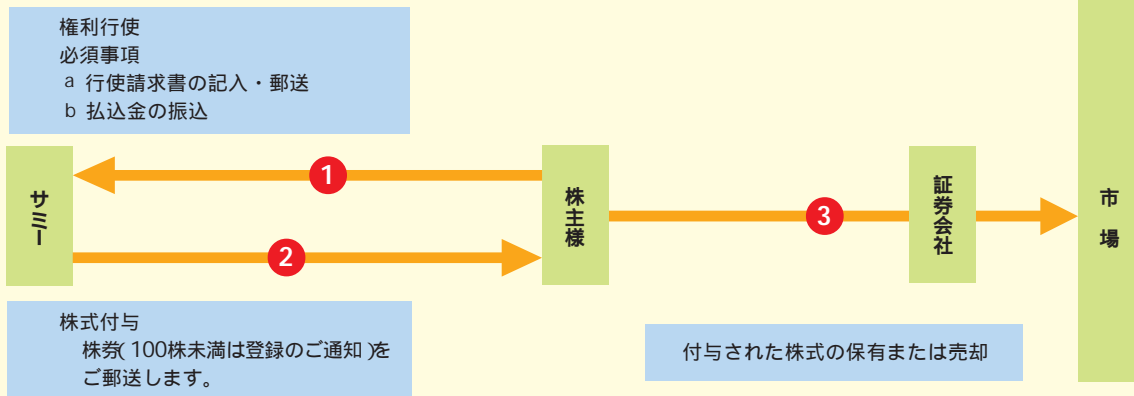 権利行使
必須事項
a 行使請求書の記入・郵送
b 払込金の振込
1
サミー
株主様
証券会社
市場
3
2
株式付与
株券(100株未満は登録のご通知)を
ご郵送します。
付与された株式の保有または売却